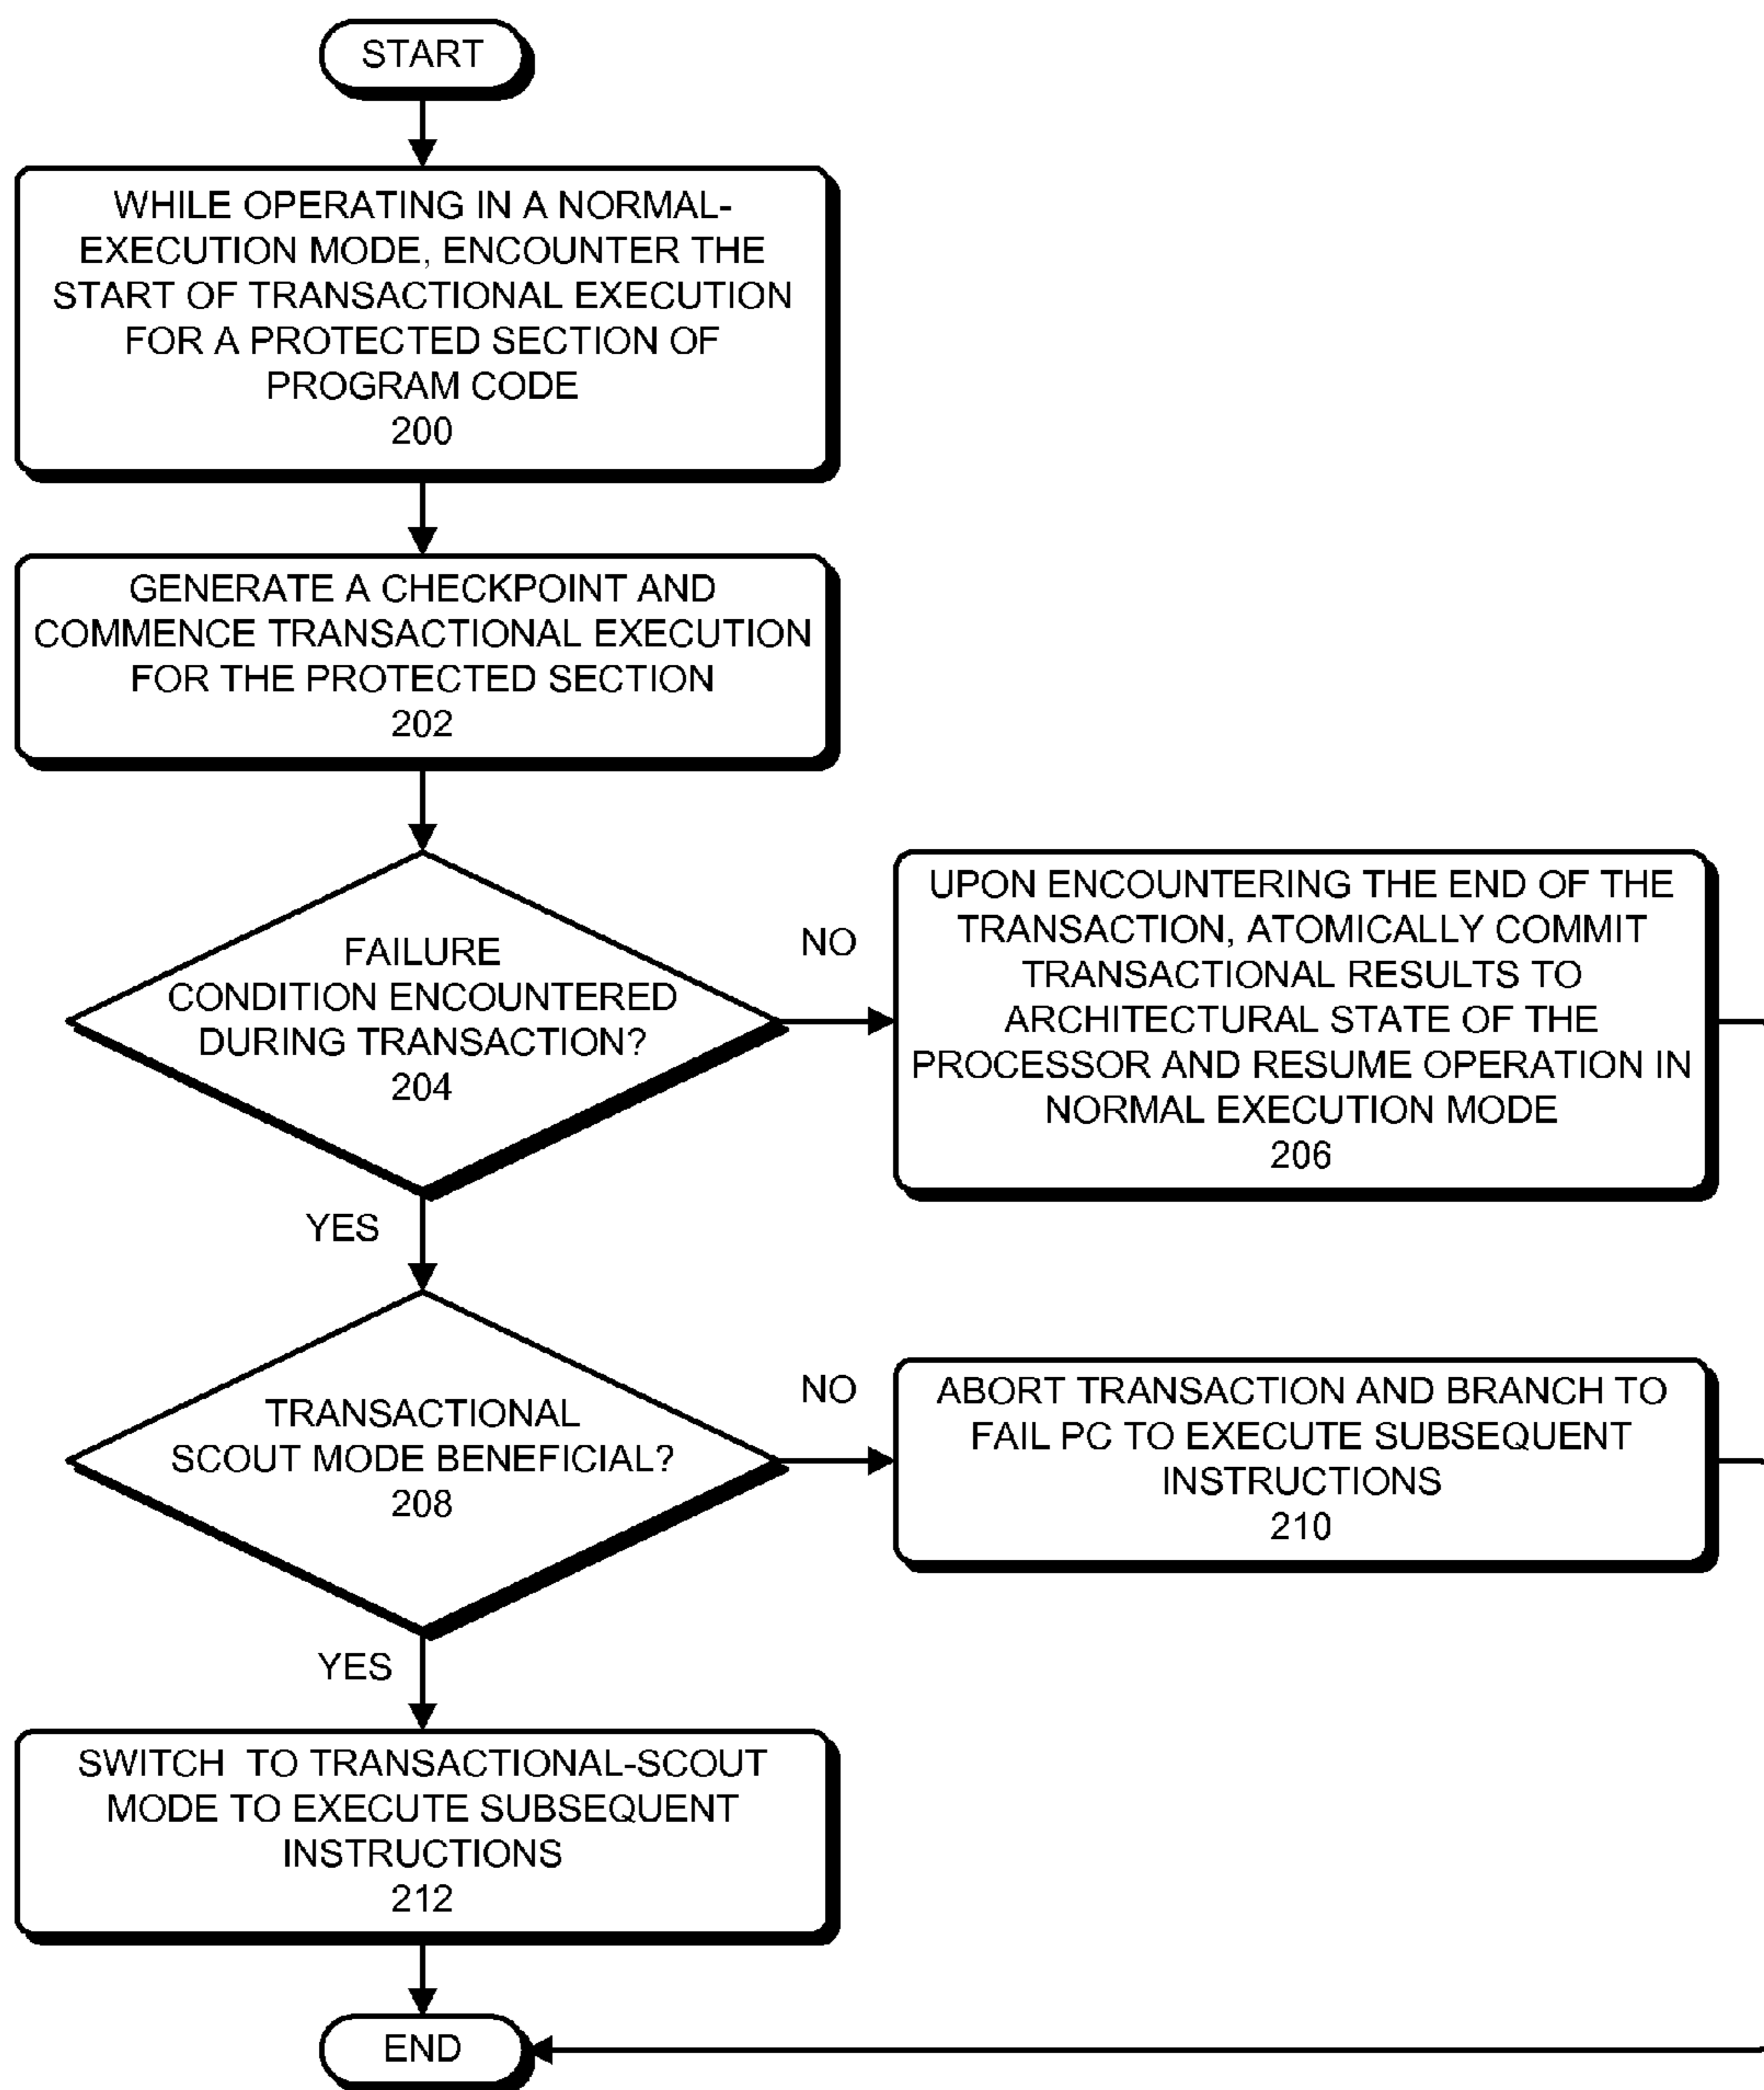 START
WHILE OPERATING IN A NORMAL-
EXECUTION MODE, ENCOUNTER THE
START OF TRANSACTIONAL EXECUTION
FOR A PROTECTED SECTION OF
PROGRAM CODE
200
GENERATE A CHECKPOINT AND
COMMENCE TRANSACTIONAL EXECUTION
FOR THE PROTECTED SECTION
202
FAILURE
CONDITION ENCOUNTERED
DURING TRANSACTION?
204
NO
UPON ENCOUNTERING THE END OF THE
TRANSACTION, ATOMICALLY COMMIT
TRANSACTIONAL RESULTS TO
ARCHITECTURAL STATE OF THE
PROCESSOR AND RESUME OPERATION IN
NORMAL EXECUTION MODE
206
YES
TRANSACTIONAL
SCOUT MODE BENEFICIAL?
208
NO
ABORT TRANSACTION AND BRANCH TO
FAIL PC TO EXECUTE SUBSEQUENT
INSTRUCTIONS
210
YES
SWITCH TO TRANSACTIONAL-SCOUT
MODE TO EXECUTE SUBSEQUENT
INSTRUCTIONS
212
END